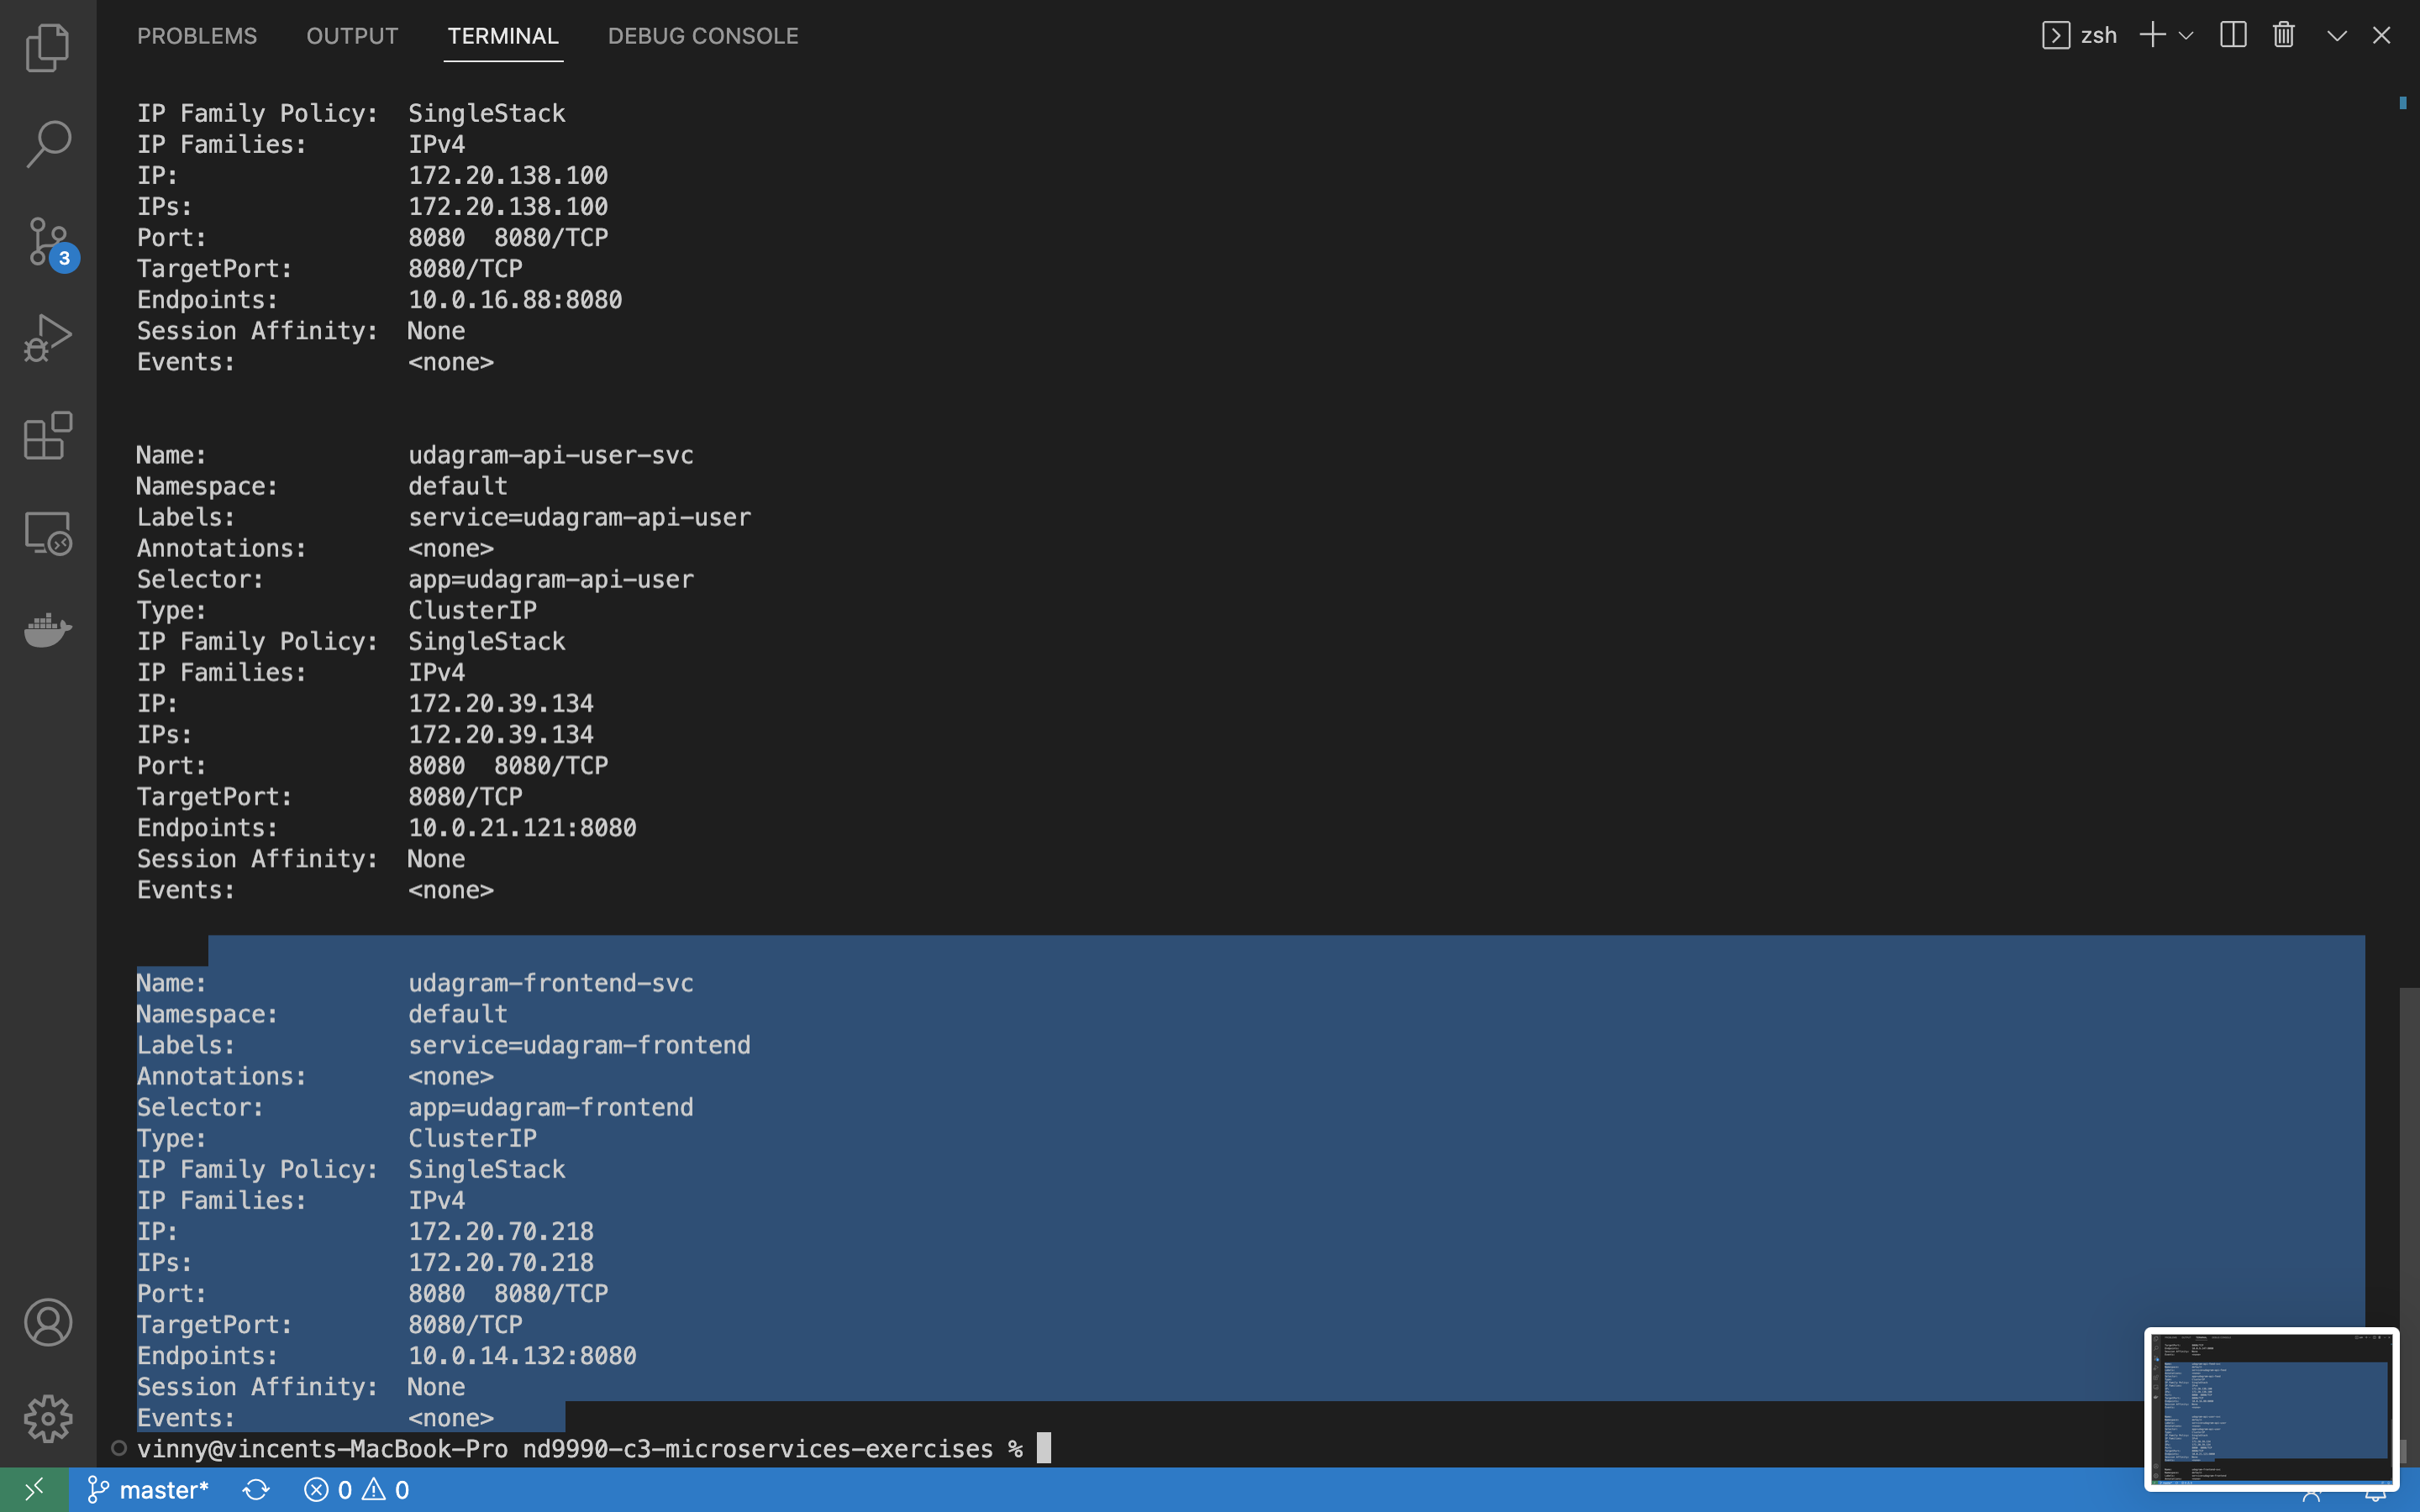 PROBLEMS OUTPUT TERMINAL DEBUG CONSOLE zsh
IP Family Policy: SingleStack
IP Families: IPv4
IP: 172.20.138.100
IPs: 172.20.138.100
Port: 8080 8080/TCP
TargetPort: 8080/TCP
Endpoints: 10.0.16.88:8080
Session Affinity: None
Events: <none>
Name: udagram-api-user-svc
Namespace: default
Labels: service=udagram-api-user
Annotations: <none>
Selector: app=udagram-api-user
Type: ClusterIP
IP Family Policy: SingleStack
IP Families: IPv4
IP: 172.20.39.134
IPs: 172.20.39.134
Port: 8080 8080/TCP
TargetPort: 8080/TCP
Endpoints: 10.0.21.121:8080
Session Affinity: None
Events: <none>
Name: udagram-frontend-svc
Namespace: default
Labels: service=udagram-frontend
Annotations: <none>
Selector: app=udagram-frontend
Type: ClusterIP
IP Family Policy: SingleStack
IP Families: IPv4
IP: 172.20.70.218
IPs: 172.20.70.218
Port: 8080 8080/TCP
TargetPort: 8080/TCP
Endpoints: 10.0.14.132:8080
Session Affinity: None
Events: <none>
vinny@vincents-MacBook-Pro nd9990-c3-microservices-exercises %
3
master* 0 0